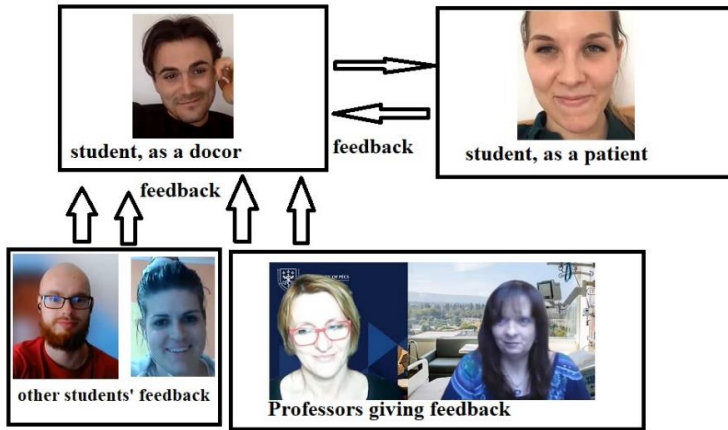 student, as a docor
feedback
student, as a patient
feedback
other students' feedback
Professors giving feedback